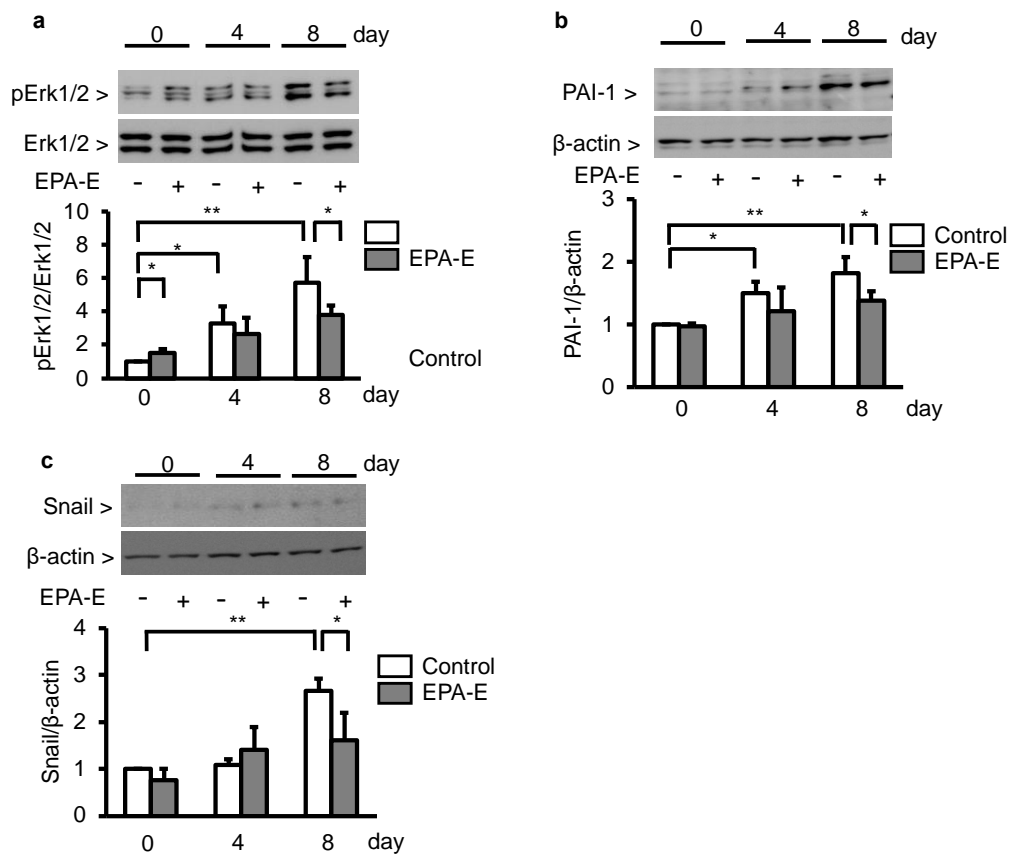 a
0 4 8 day
pErk1/2 >
Erk1/2 >
EPA-E - + - + - +
pErk1/2/Erk1/2
10
8
6
4
2
0
** 
*
*
*
EPA-E
Control
0 4 8 day
b
0 4 8 day
PAI-1 >
β-actin >
EPA-E - + - + - +
PAI-1/β-actin
3
2
1
0
**
*
*
Control
EPA-E
0 4 8 day
c
0 4 8 day
Snail >
β-actin >
EPA-E - + - + - +
Snail/β-actin
4
3
2
1
0
**
*
Control
EPA-E
0 4 8 day